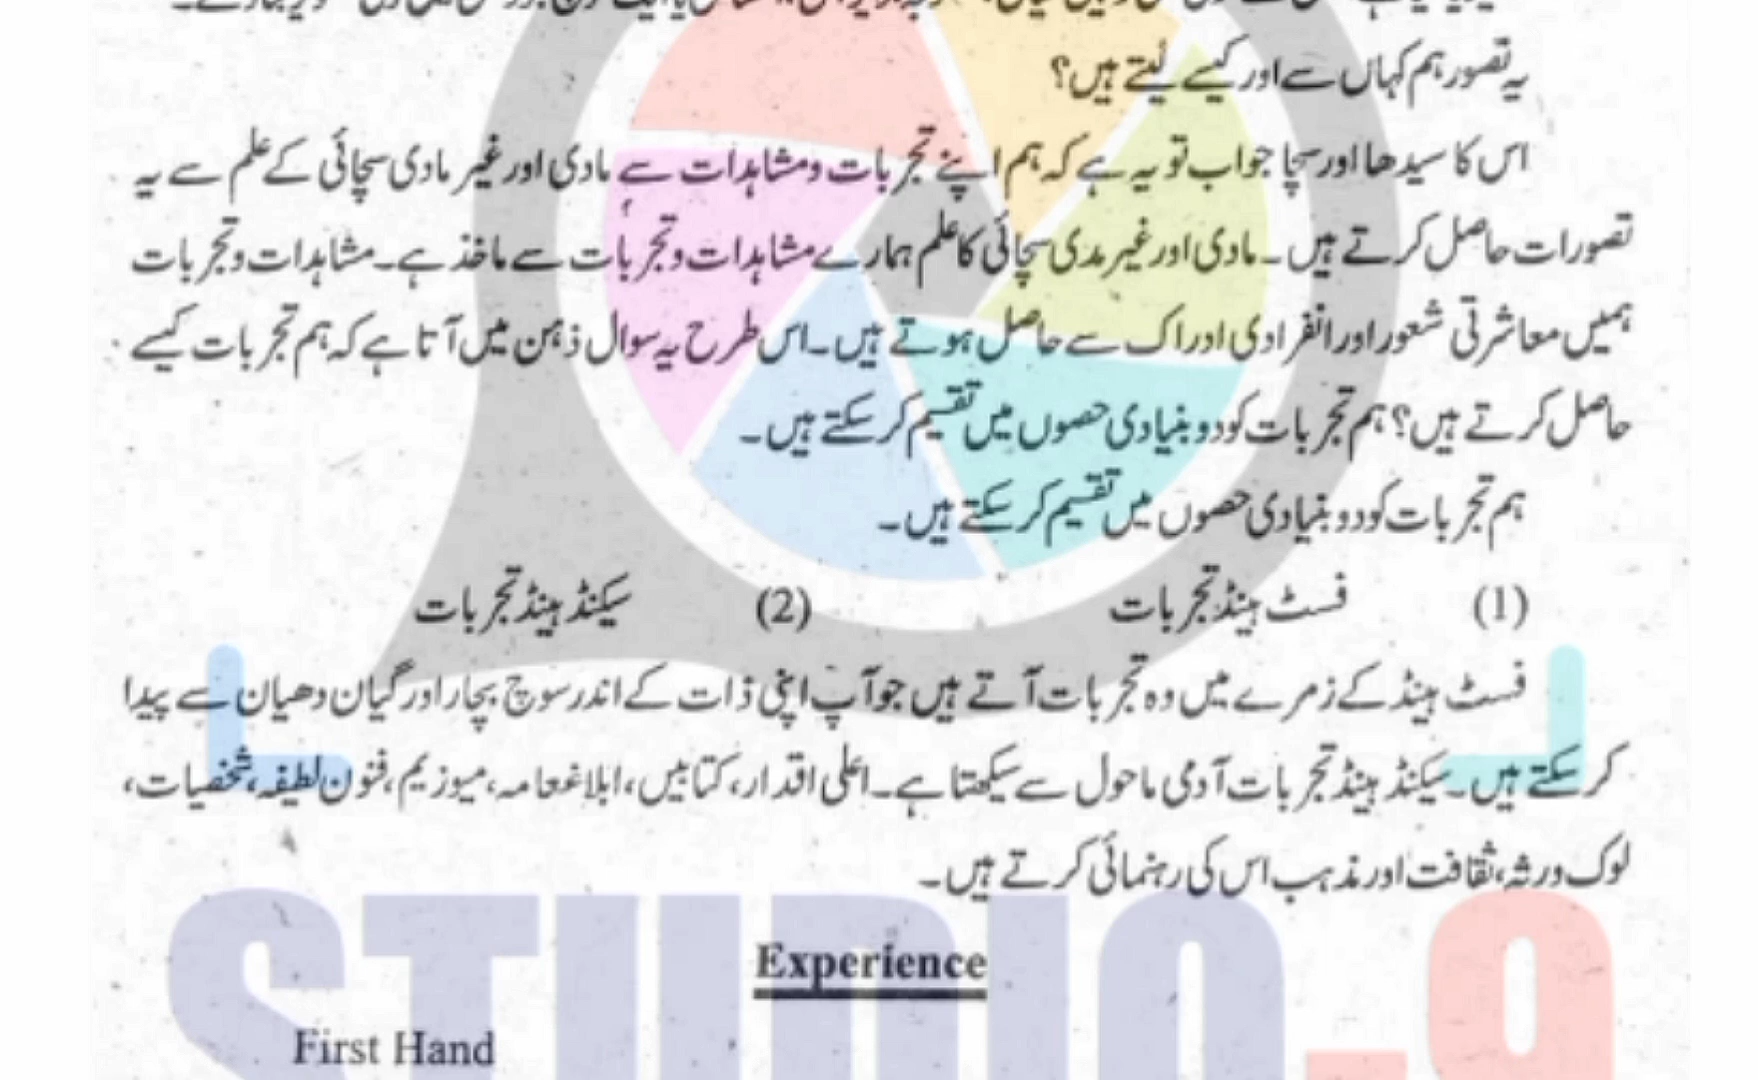 یہ تصور ہم کہاں سے اور کیسے لیتے ہیں؟
اس کا سیدھا اور سچا جواب تو یہ ہے کہ ہم اپنے تجربات و مشاہدات سے مادی اور غیر مادی سچائی کے علم سے یہ
تصورات حاصل کرتے ہیں۔ مادی اور غیر مدی سچائی کا علم ہمارے مشاہدات و تجربات سے ماخذ ہے۔ مشاہدات و تجربات
ہمیں معاشرتی شعور اور انفرادی ادراک سے حاصل ہوتے ہیں۔ اس طرح یہ سوال ذہن میں آتا ہے کہ ہم تجربات کیسے
حاصل کرتے ہیں؟ ہم تجربات کو دو بنیادی حصوں میں تقسیم کر سکتے ہیں۔
ہم تجربات کو دو بنیادی حصوں میں تقسیم کر سکتے ہیں۔
(1) فسٹ ہینڈ تجربات (2) سیکنڈ ہینڈ تجربات
فسٹ ہینڈ کے زمرے میں وہ تجربات آتے ہیں جو آپ اپنی ذات کے اندر سوچ بچار اور گیان دھیان سے پیدا
کر سکتے ہیں۔ سیکنڈ ہینڈ تجربات آدمی ماحول سے سیکھتا ہے۔ اعلی اقدار، کتابیں، ابلاغ عامہ، میوزیم، فنون لطیفہ، شخصیات،
لوک ورثہ، ثقافت اور مذہب اس کی رہنمائی کرتے ہیں۔
Experience
First Hand
STUDIO-9